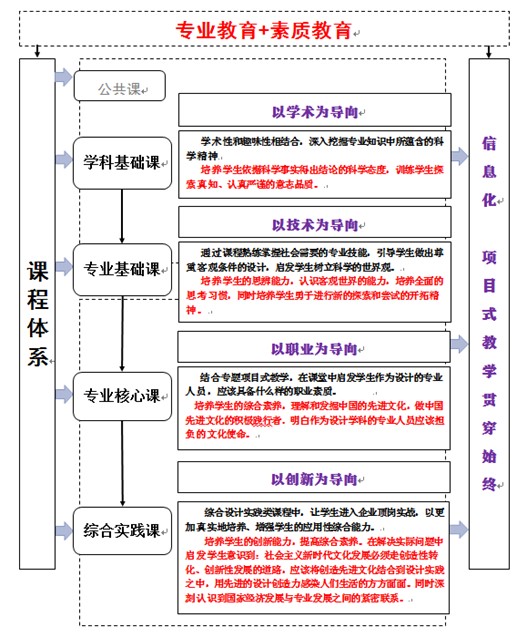 专业教育+素质教育
课程体系
公共课
以学术为导向
学科基础课
学术性和趣味性相结合，深入挖掘专业知识中所蕴含的科
学精神
培养学生依据科学事实得出结论的科学态度，训练学生探
索真知、认真严谨的意志品质。
以技术为导向
专业基础课
通过课程熟练掌握社会需要的专业技能，引导学生做出尊
重客观条件的设计，启发学生树立科学的世界观。
培养学生的思辨能力，认识客观世界的能力，培养全面的
思考习惯，同时培养学生勇于进行新的探索和尝试的开拓精
神。
以职业为导向
专业核心课
结合专题项目式教学，在课堂中启发学生作为设计的专业
人员，应该具备什么样的职业素质。
培养学生的综合素养，理解和发扬中国的先进文化，做中国
先进文化的积极践行者，明白作为设计学科的专业人员应该担
负的文化使命。
以创新为导向
综合实践课
综合设计实践类课程中，让学生进入企业顶岗实战，以更
加真实地培养、增强学生的应用性综合能力。
培养学生的创新能力，提高综合素养。在解决实际问题中
启发学生意识到：社会主义新时代文化发展必须走创造性转
化、创新性发展的道路，应该将创造先进文化结合到设计实践
之中，用先进的设计创造力感染人们生活的方方面面。同时深
刻认识到国家经济发展与专业发展之间的紧密联系。
信息化 项目式教学贯穿始终